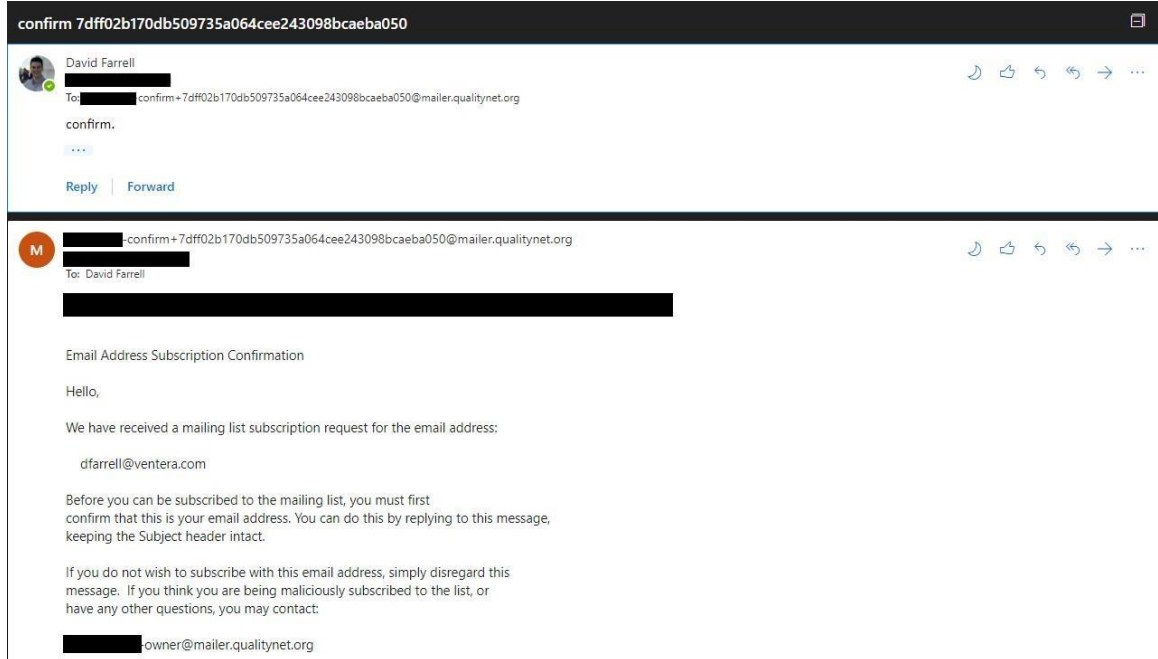 confirm 7dff02b170db509735a064cee243098bcaeba050
David Farrell
To: -confirm+7dff02b170db509735a064cee243098bcaeba050@mailer.qualitynet.org
confirm.
...
Reply Forward
M
-confirm+7dff02b170db509735a064cee243098bcaeba050@mailer.qualitynet.org
To: David Farrell
Email Address Subscription Confirmation
Hello,
We have received a mailing list subscription request for the email address:
dfarrell@ventera.com
Before you can be subscribed to the mailing list, you must first
confirm that this is your email address. You can do this by replying to this message,
keeping the Subject header intact.
If you do not wish to subscribe with this email address, simply disregard this
message. If you think you are being maliciously subscribed to the list, or
have any other questions, you may contact:
-owner@mailer.qualitynet.org